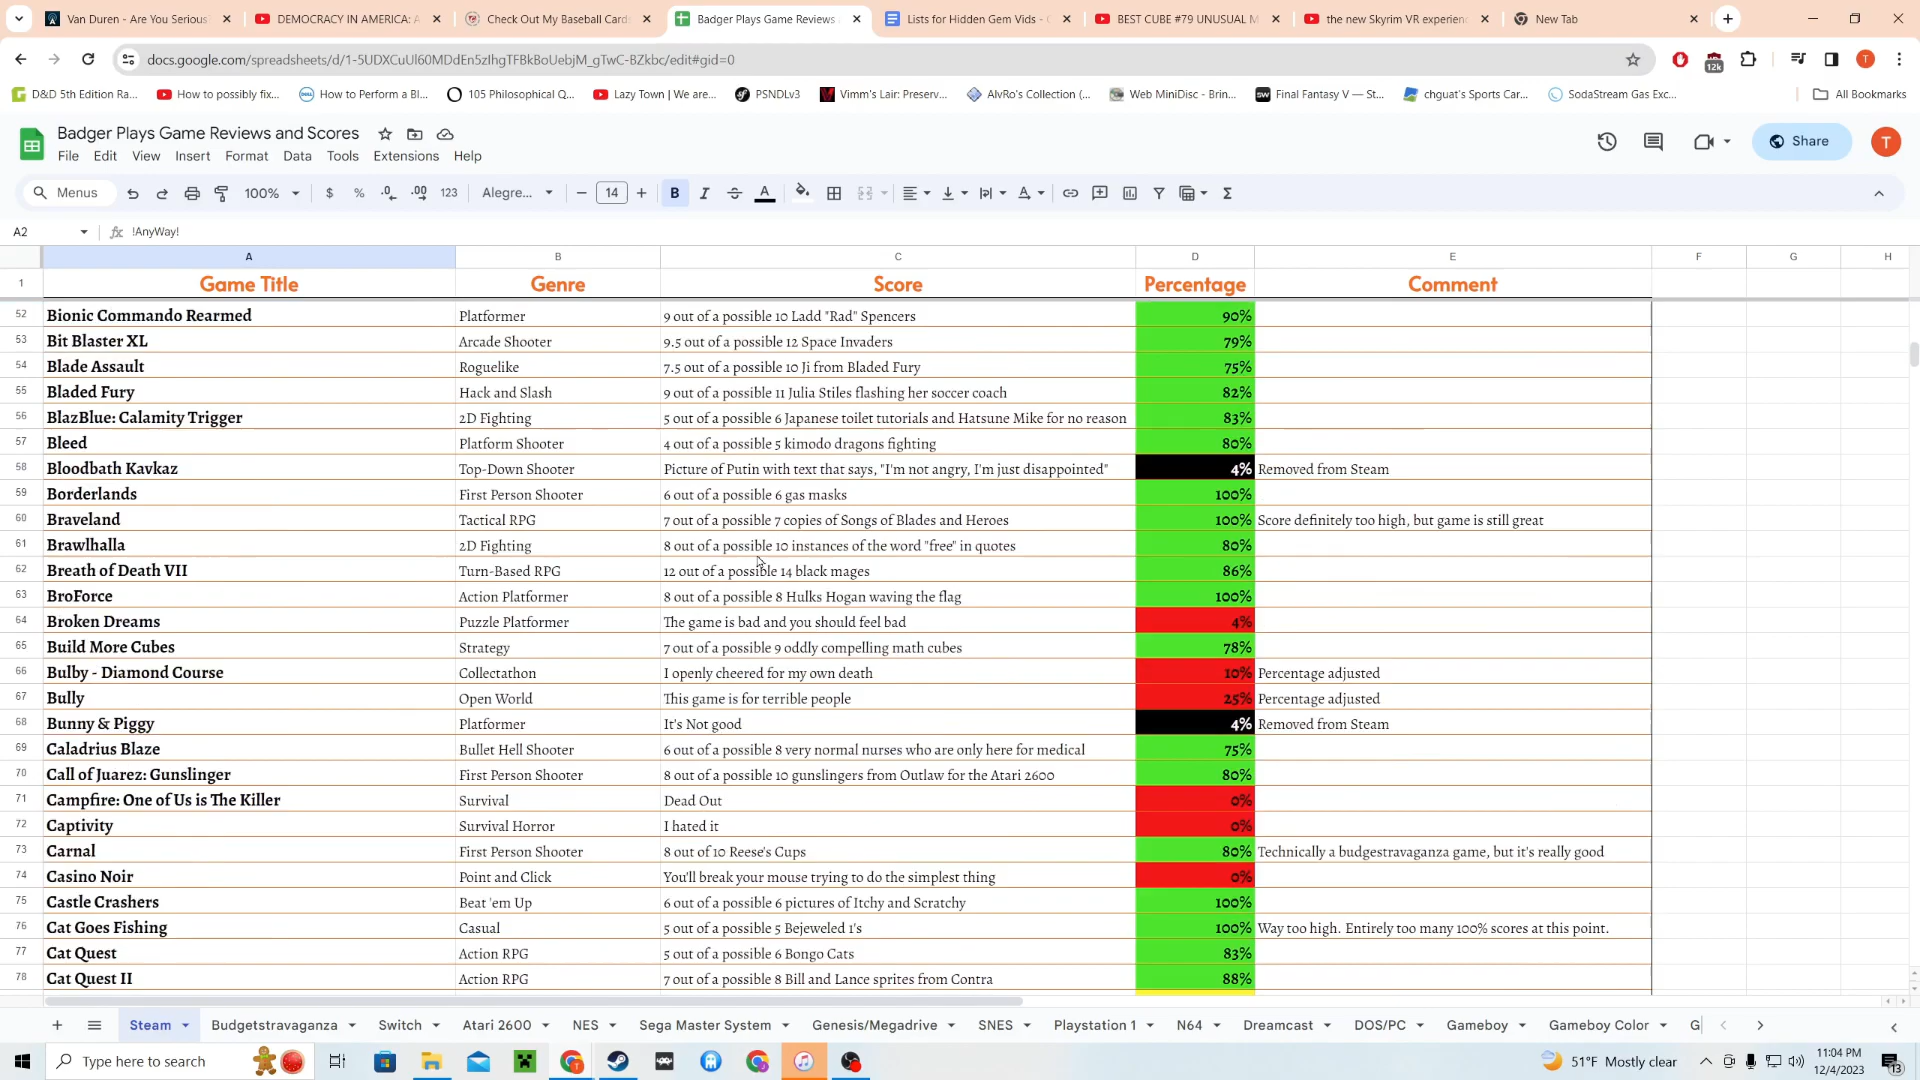 Van Duren - Are You Serious
DEMOCRACY IN AMERICA: A
Check Out My Baseball Card
Badger Plays Game Reviews
Lists for Hidden Gem Vids - G
BEST CUBE #79 UNUSUAL M
the new Skyrim VR experien
New Tab
docs.google.com/spreadsheets/d/1-5UDXCuUl60MDdEn5zIhgTFBkBoUebjM_gTwC-BZkbc/edit#gid=0
12k
T
D&D 5th Edition Ra...
How to possibly fix...
How to Perform a Bl...
105 Philosophical Q...
Lazy Town | We are...
PSNDLv3
Vimm's Lair: Preserv...
AlvRo's Collection (...
Web MiniDisc - Brin...
Final Fantasy V — St...
chguat's Sports Car...
SodaStream Gas Exc...
All Bookmarks
Badger Plays Game Reviews and Scores
File Edit View Insert Format Data Tools Extensions Help
Share
T
Menus 100% $ % .0 .00 123 Alegre... 14 B I A
A2 fx !AnyWay!
A B C D E F G H
1 Game Title Genre Score Percentage Comment
52 Bionic Commando Rearmed Platformer 9 out of a possible 10 Ladd "Rad" Spencers 90%
53 Bit Blaster XL Arcade Shooter 9.5 out of a possible 12 Space Invaders 79%
54 Blade Assault Roguelike 7.5 out of a possible 10 Ji from Bladed Fury 75%
55 Bladed Fury Hack and Slash 9 out of a possible 11 Julia Stiles flashing her soccer coach 82%
56 BlazBlue: Calamity Trigger 2D Fighting 5 out of a possible 6 Japanese toilet tutorials and Hatsune Mike for no reason 83%
57 Bleed Platform Shooter 4 out of a possible 5 kimodo dragons fighting 80%
58 Bloodbath Kavkaz Top-Down Shooter Picture of Putin with text that says, "I'm not angry, I'm just disappointed" 4% Removed from Steam
59 Borderlands First Person Shooter 6 out of a possible 6 gas masks 100%
60 Braveland Tactical RPG 7 out of a possible 7 copies of Songs of Blades and Heroes 100% Score definitely too high, but game is still great
61 Brawlhalla 2D Fighting 8 out of a possible 10 instances of the word "free" in quotes 80%
62 Breath of Death VII Turn-Based RPG 12 out of a possible 14 black mages 86%
63 BroForce Action Platformer 8 out of a possible 8 Hulks Hogan waving the flag 100%
64 Broken Dreams Puzzle Platformer The game is bad and you should feel bad 4%
65 Build More Cubes Strategy 7 out of a possible 9 oddly compelling math cubes 78%
66 Bulby - Diamond Course Collectathon I openly cheered for my own death 10% Percentage adjusted
67 Bully Open World This game is for terrible people 25% Percentage adjusted
68 Bunny & Piggy Platformer It's Not good 4% Removed from Steam
69 Caladrius Blaze Bullet Hell Shooter 6 out of a possible 8 very normal nurses who are only here for medical 75%
70 Call of Juarez: Gunslinger First Person Shooter 8 out of a possible 10 gunslingers from Outlaw for the Atari 2600 80%
71 Campfire: One of Us is The Killer Survival Dead Out 0%
72 Captivity Survival Horror I hated it 0%
73 Carnal First Person Shooter 8 out of 10 Reese's Cups 80% Technically a budgestravaganza game, but it's really good
74 Casino Noir Point and Click You'll break your mouse trying to do the simplest thing 0%
75 Castle Crashers Beat 'em Up 6 out of a possible 6 pictures of Itchy and Scratchy 100%
76 Cat Goes Fishing Casual 5 out of a possible 5 Bejeweled 1's 100% Way too high. Entirely too many 100% scores at this point.
77 Cat Quest Action RPG 5 out of a possible 6 Bongo Cats 83%
78 Cat Quest II Action RPG 7 out of a possible 8 Bill and Lance sprites from Contra 88%
Steam Budgetstravaganza Switch Atari 2600 NES Sega Master System Genesis/Megadrive SNES Playstation 1 N64 Dreamcast DOS/PC Gameboy Gameboy Color G
Type here to search
51°F Mostly clear
11:04 PM
12/4/2023
13